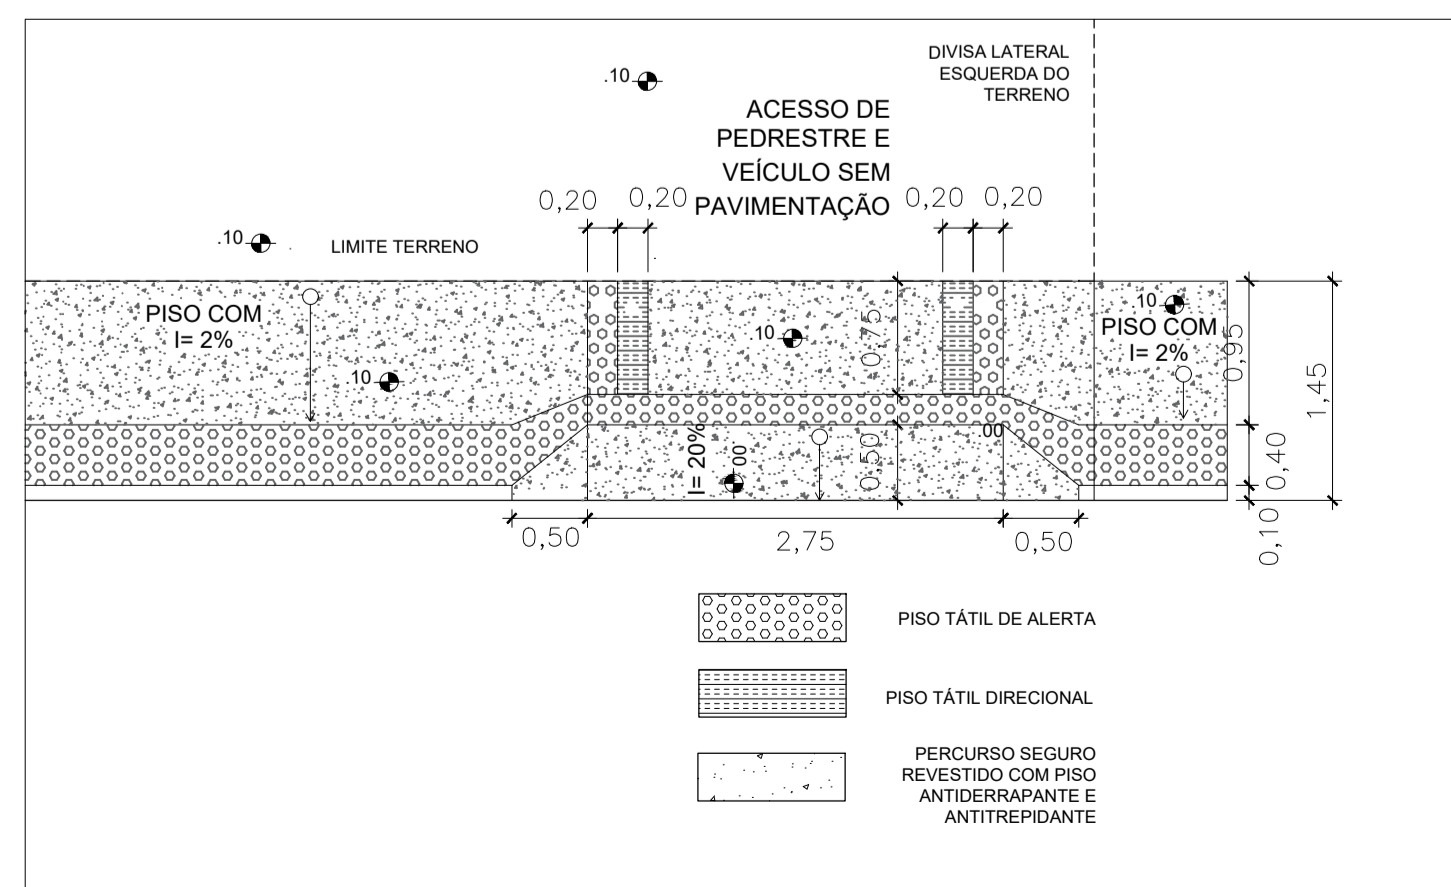 DIVISA LATERAL
ESQUERDA DO
TERRENO
.10
ACESSO DE
PEDRESTRE E
VEÍCULO SEM
PAVIMENTAÇÃO
0,20
0,20
0,20
0,20
.10
LIMITE TERRENO
PISO COM
I= 2%
10
10
0,75
.10
PISO COM
I= 2%
0,95
1,45
I= 20%
00
0,50
.00
0,40
0,10
0,50
2,75
0,50
PISO TÁTIL DE ALERTA
PISO TÁTIL DIRECIONAL
PERCURSO SEGURO
REVESTIDO COM PISO
ANTIDERRAPANTE E
ANTITREPIDANTE